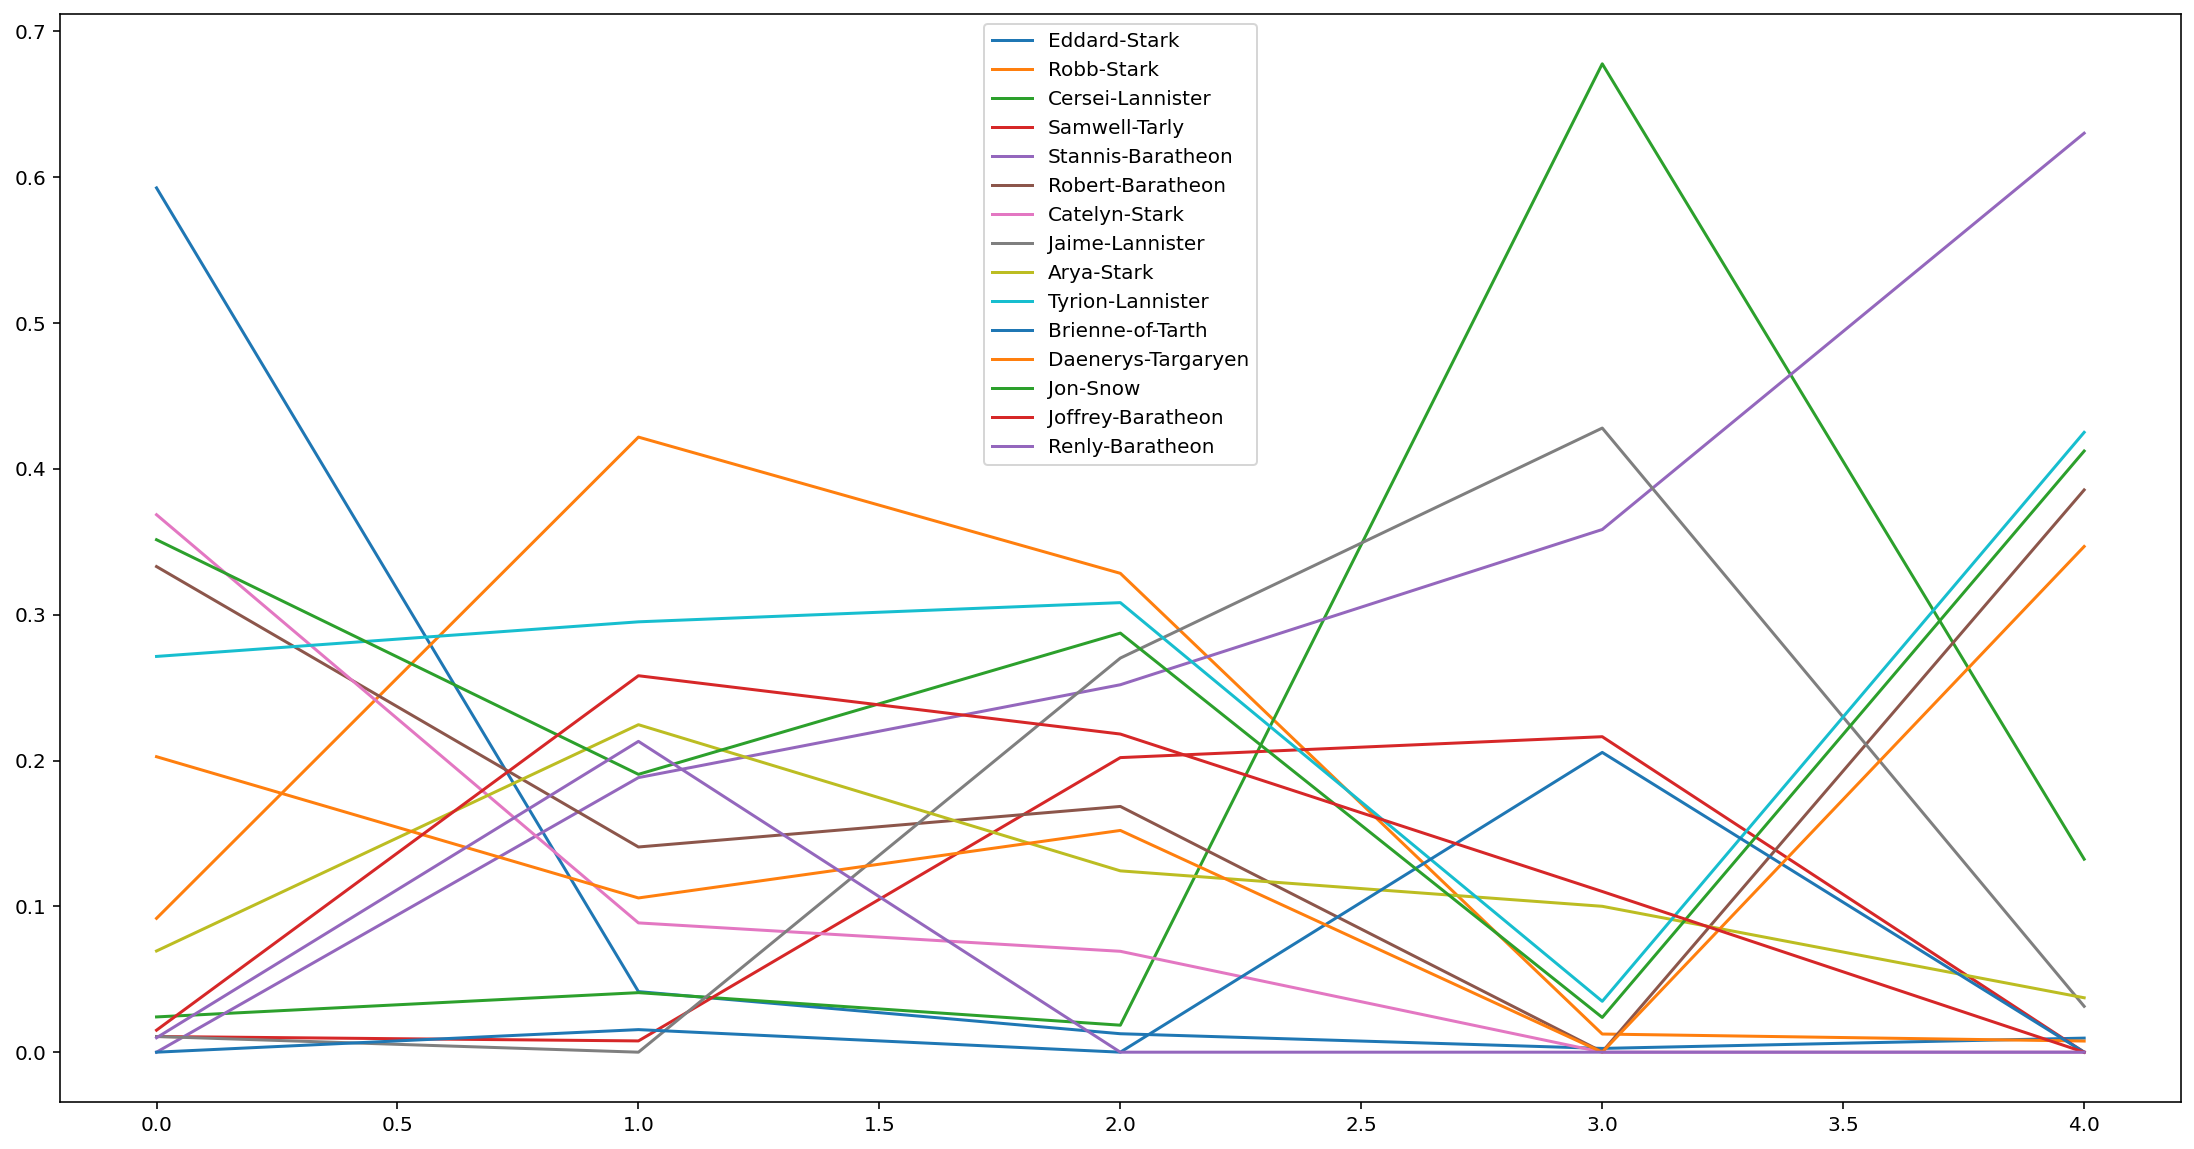 0.7
0.6
0.5
0.4
0.3
0.2
0.1
0.0
Eddard-Stark
Robb-Stark
Cersei-Lannister
Samwell-Tarly
Stannis-Baratheon
Robert-Baratheon
Catelyn-Stark
Jaime-Lannister
Arya-Stark
Tyrion-Lannister
Brienne-of-Tarth
Daenerys-Targaryen
Jon-Snow
Joffrey-Baratheon
Renly-Baratheon
0.0 0.5 1.0 1.5 2.0 2.5 3.0 3.5 4.0